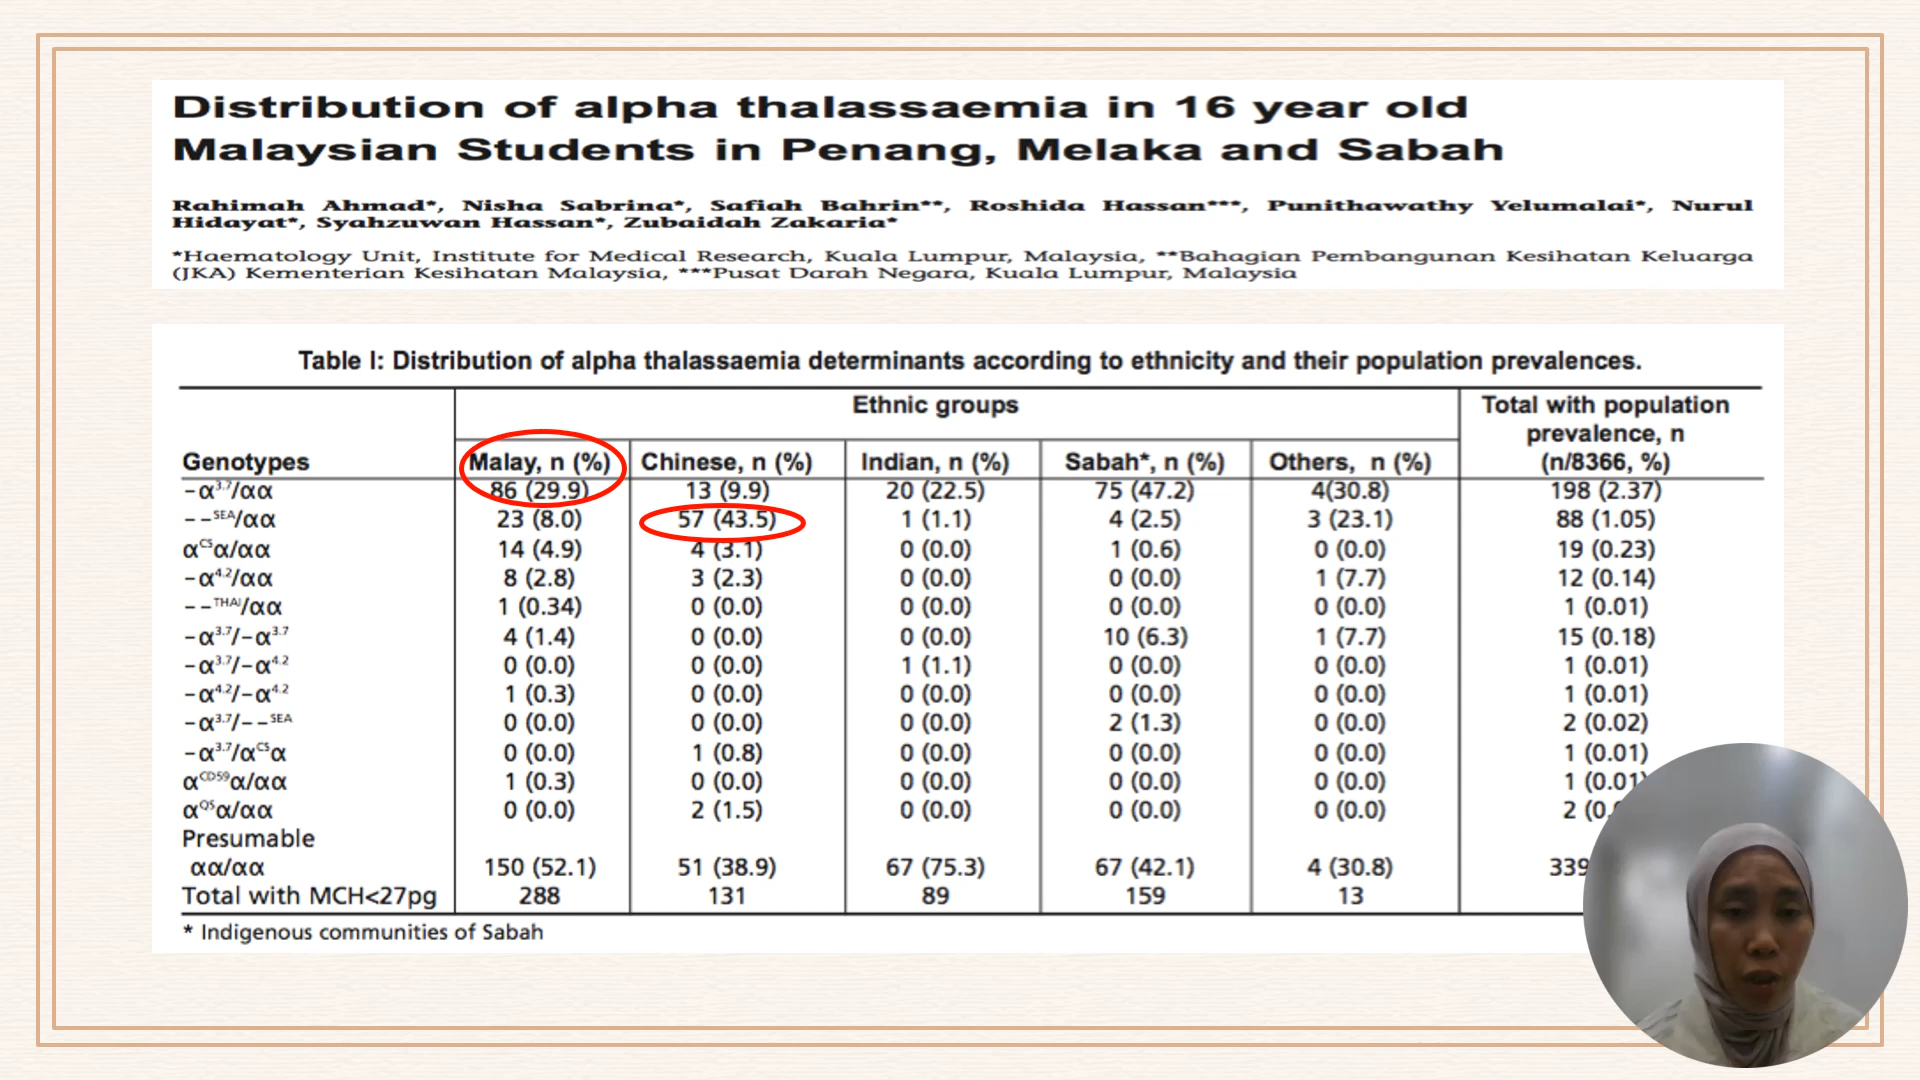 Distribution of alpha thalassaemia in 16 year old
Malaysian Students in Penang, Melaka and Sabah
Rahimah Ahmad*, Nisha Sabrina*, Safiah Bahrin**, Roshida Hassan***, Punithawathy Yelumalai*, Nurul
Hidayat*, Syahzuwan Hassan*, Zubaidah Zakaria*
*Haematology Unit, Institute for Medical Research, Kuala Lumpur, Malaysia, **Bahagian Pembangunan Kesihatan Keluarga
(JKA) Kementerian Kesihatan Malaysia, ***Pusat Darah Negara, Kuala Lumpur, Malaysia
Table I: Distribution of alpha thalassaemia determinants according to ethnicity and their population prevalences.
Ethnic groups Total with population
prevalence, n
Genotypes Malay, n (%) Chinese, n (%) Indian, n (%) Sabah*, n (%) Others, n (%) (n/8366, %)
-α3.7/αα 86 (29.9) 13 (9.9) 20 (22.5) 75 (47.2) 4(30.8) 198 (2.37)
--SEA/αα 23 (8.0) 57 (43.5) 1 (1.1) 4 (2.5) 3 (23.1) 88 (1.05)
αCSα/αα 14 (4.9) 4 (3.1) 0 (0.0) 1 (0.6) 0 (0.0) 19 (0.23)
-α4.2/αα 8 (2.8) 3 (2.3) 0 (0.0) 0 (0.0) 1 (7.7) 12 (0.14)
--THAI/αα 1 (0.34) 0 (0.0) 0 (0.0) 0 (0.0) 0 (0.0) 1 (0.01)
-α3.7/-α3.7 4 (1.4) 0 (0.0) 0 (0.0) 10 (6.3) 1 (7.7) 15 (0.18)
-α3.7/-α4.2 0 (0.0) 0 (0.0) 1 (1.1) 0 (0.0) 0 (0.0) 1 (0.01)
-α4.2/-α4.2 1 (0.3) 0 (0.0) 0 (0.0) 0 (0.0) 0 (0.0) 1 (0.01)
-α3.7/--SEA 0 (0.0) 0 (0.0) 0 (0.0) 2 (1.3) 0 (0.0) 2 (0.02)
-α3.7/αCSα 0 (0.0) 1 (0.8) 0 (0.0) 0 (0.0) 0 (0.0) 1 (0.01)
αCD59α/αα 1 (0.3) 0 (0.0) 0 (0.0) 0 (0.0) 0 (0.0) 1 (0.01)
αQSα/αα 0 (0.0) 2 (1.5) 0 (0.0) 0 (0.0) 0 (0.0) 2
Presumable
αα/αα 150 (52.1) 51 (38.9) 67 (75.3) 67 (42.1) 4 (30.8) 339
Total with MCH<27pg 288 131 89 159 13
* Indigenous communities of Sabah